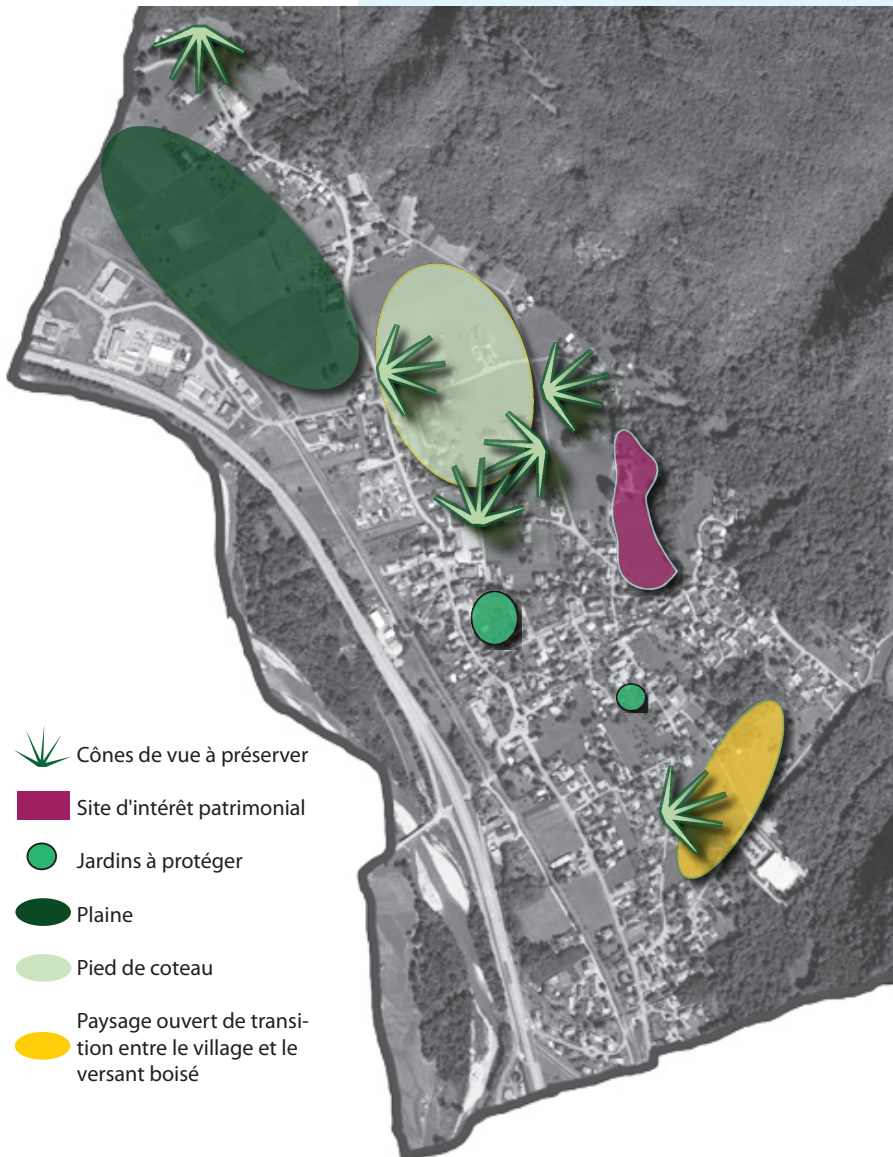 Cônes de vue à préserver
Site d'intérêt patrimonial
Jardins à protéger
Plaine
Pied de coteau
Paysage ouvert de transi-
tion entre le village et le
versant boisé